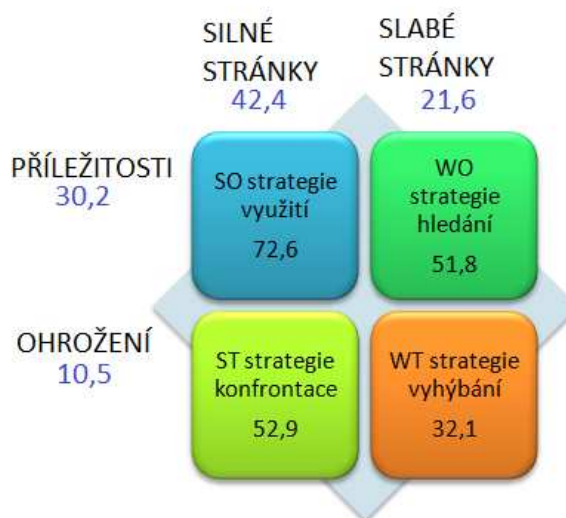 SILNÉ
STRÁNKY
42,4
SLABÉ
STRÁNKY
21,6
PŘÍLEŽITOSTI
30,2
SO strategie
využití
72,6
WO
strategie
hledání
51,8
OHROŽENÍ
10,5
ST strategie
konfrontace
52,9
WT strategie
vyhýbání
32,1